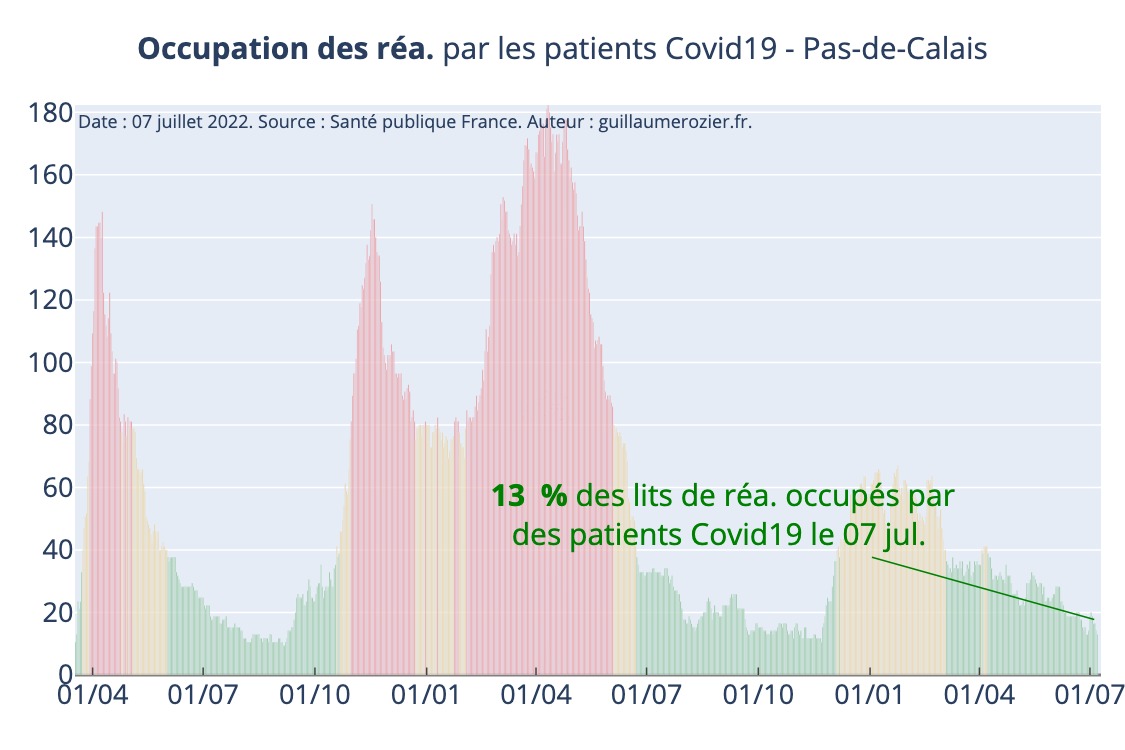 Occupation des réa. par les patients Covid19 - Pas-de-Calais
180
Date : 07 juillet 2022. Source : Santé publique France. Auteur : guillaumerozier.fr.
160
140
120
100
80
60
13 % des lits de réa. occupés par
des patients Covid19 le 07 jul.
40
20
0
01/04 01/07 01/10 01/01 01/04 01/07 01/10 01/01 01/04 01/07